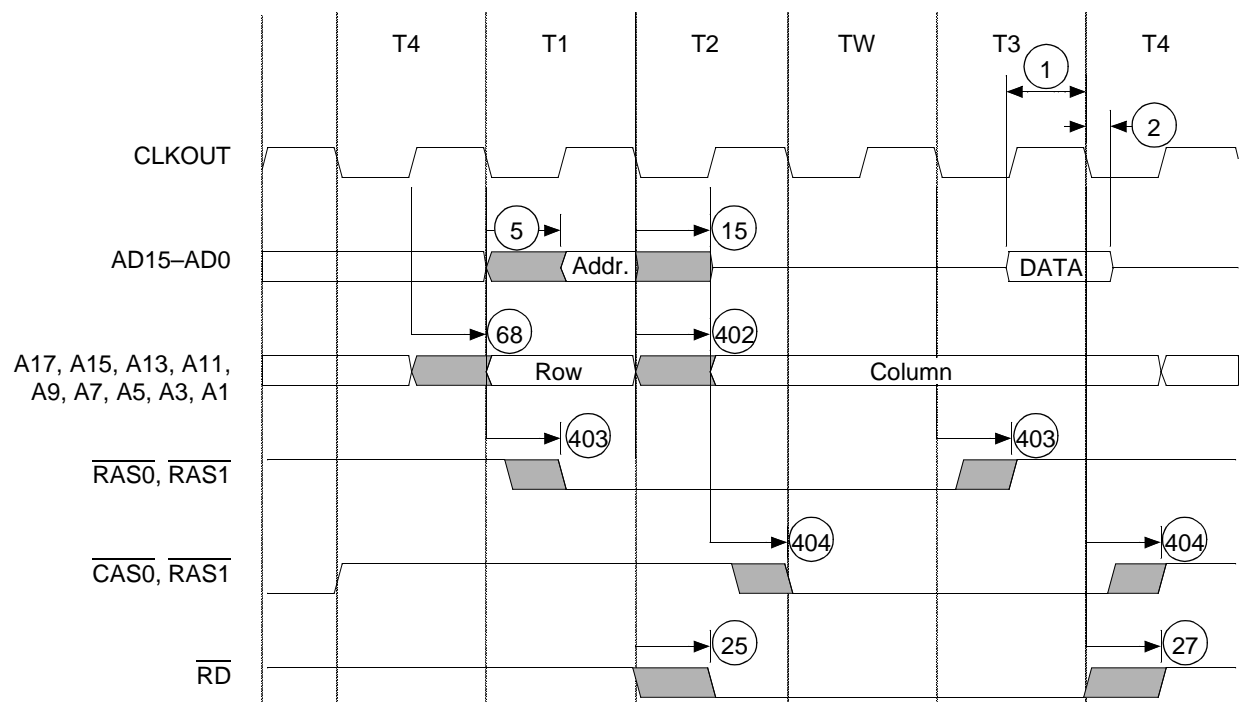 T4 T1 T2 TW T3 T4
1
2
CLKOUT
5 15
AD15–AD0 Addr. DATA
68 402
A17, A15, A13, A11,
A9, A7, A5, A3, A1
Row Column
403 403
RAS0, RAS1
404 404
CAS0, RAS1
25 27
RD